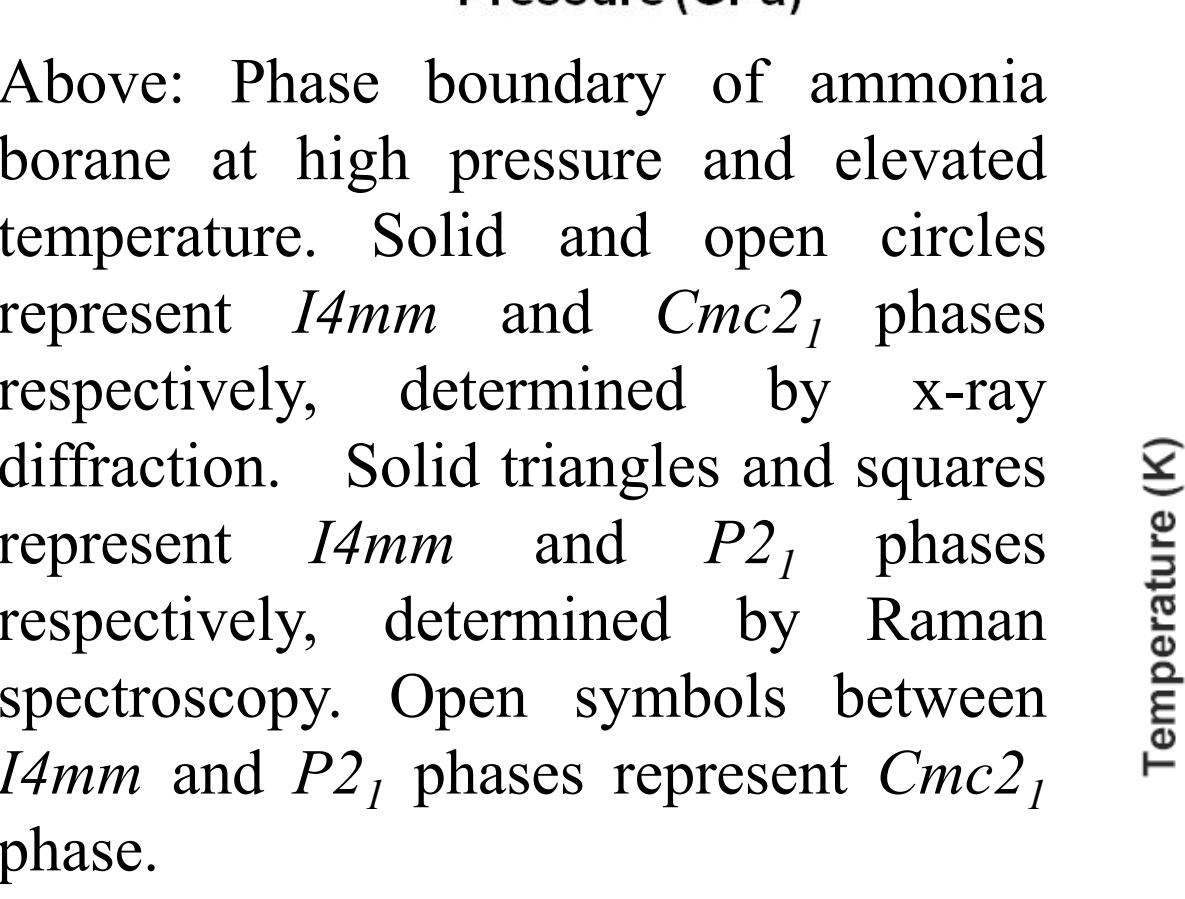 Pressure (GPa)
Above: Phase boundary of ammonia
borane at high pressure and elevated
temperature. Solid and open circles
represent I4mm and Cmc2₁ phases
respectively, determined by x-ray
diffraction. Solid triangles and squares
represent I4mm and P2₁ phases
respectively, determined by Raman
spectroscopy. Open symbols between
I4mm and P2₁ phases represent Cmc2₁
phase.
Temperature (K)